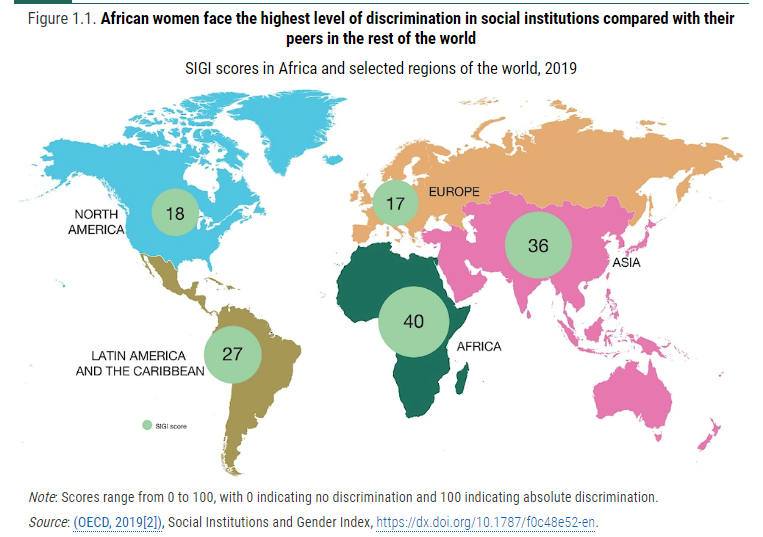 Figure 1.1. African women face the highest level of discrimination in social institutions compared with their
peers in the rest of the world
SIGI scores in Africa and selected regions of the world, 2019
EUROPE
17
18
NORTH
AMERICA
36
ASIA
40
AFRICA
27
LATIN AMERICA
AND THE CARIBBEAN
SIGI score
Note: Scores range from 0 to 100, with 0 indicating no discrimination and 100 indicating absolute discrimination.
Source: (OECD, 2019[2]), Social Institutions and Gender Index, https://dx.doi.org/10.1787/f0c48e52-en.